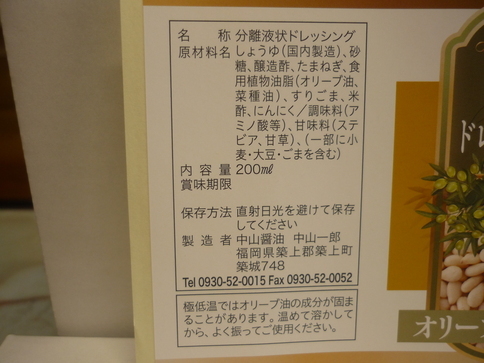 名称 分離液状ドレッシング
原材料名 しょうゆ(国内製造)、砂
糖、醸造酢、たまねぎ、食
用植物油脂(オリーブ油、
菜種油)、すりごま、米
酢、にんにく/調味料(ア
ミノ酸等)、甘味料(ステ
ビア、甘草)、(一部に小
麦・大豆・ごまを含む)
内容量 200ml
賞味期限
保存方法 直射日光を避けて保存
してください
製造者 中山醤油 中山一郎
福岡県築上郡築上町
築城748
Tel 0930-52-0015 Fax 0930-52-0052
極低温ではオリーブ油の成分が固ま
ることがあります。温めて溶かしてか
ら、よく振ってご使用ください。
ドレ
オリー